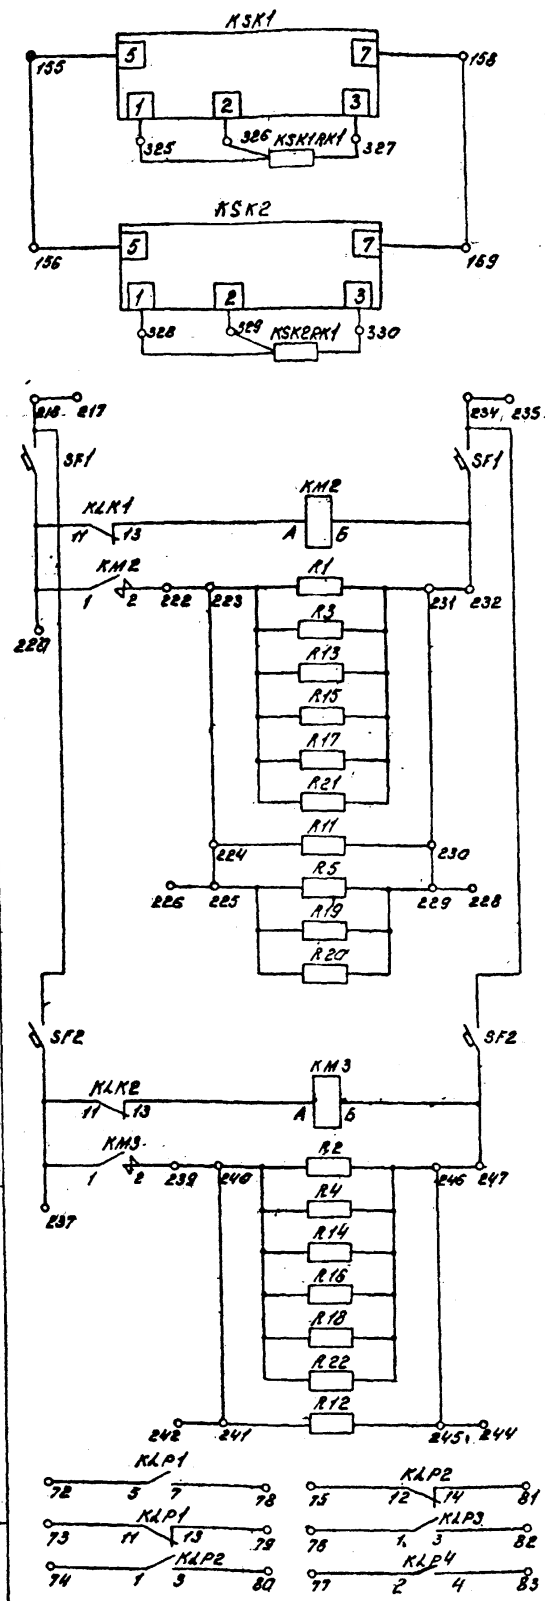 KSK1
5 7
155 158
1 2 3
325 326 KSK1RK1 327
KSK2
5 7
156 159
1 2 3
328 329 KSK2RK1 330
216 217 234 235
SF1 SF1
KLK1 KM2
11 13 A Б
KM2 R1
1 2 222 223 231 232
R3
220
R13
R15
R17
R21
R11
224 230
R5
226 225 229 228
R19
R20
SF2 SF2
KLK2 KM3
11 13 A Б
KM3 R2
1 2 239 240 246 247
R4
237
R14
R16
R18
R22
R12
242 241 245 244
KLP1 KLP2
72 5 7 78 75 12 14 81
KLP1 KLP3
73 11 13 79 76 1 3 82
KLP2 KLP4
74 1 3 80 77 2 4 83